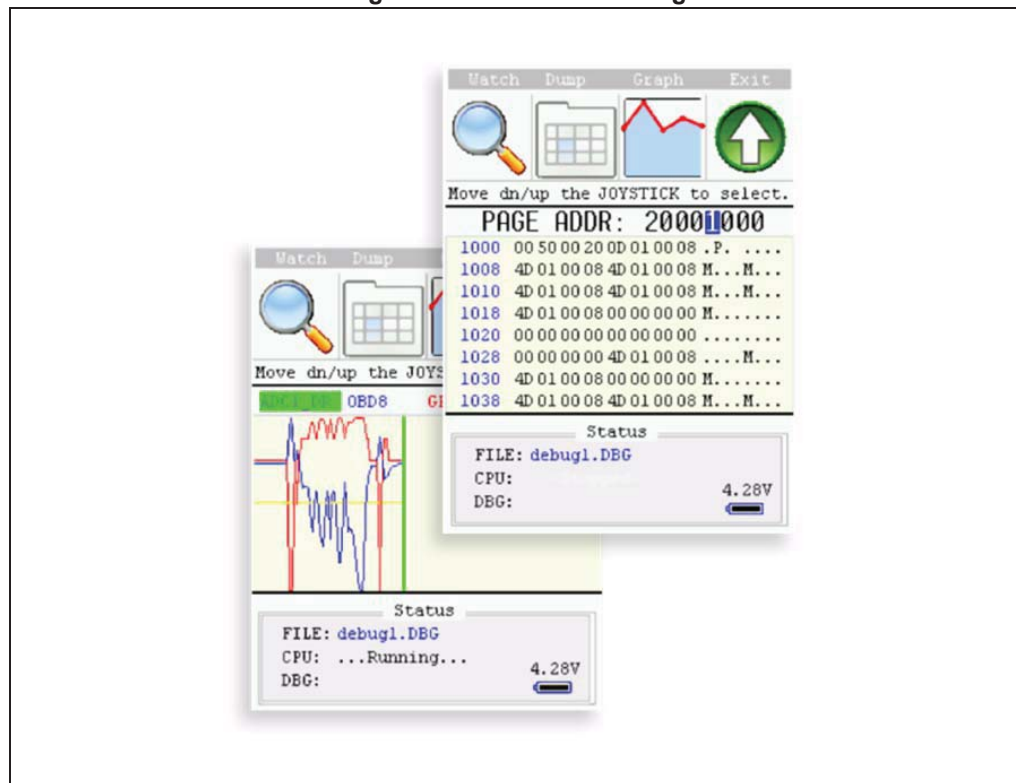 Watch Dump Graph Exit
Move dn/up the JOYSTICK to select.
PAGE ADDR: 20001000
1000 00 50 00 20 0D 01 00 08 .P. ....
1008 4D 01 00 08 4D 01 00 08 M...M...
1010 4D 01 00 08 4D 01 00 08 M...M...
1018 4D 01 00 08 00 00 00 00 M.......
1020 00 00 00 00 00 00 00 00 ........
1028 00 00 00 00 4D 01 00 08 ....M...
1030 4D 01 00 08 00 00 00 00 M.......
1038 4D 01 00 08 4D 01 00 08 M...M...
Status
FILE: debug1.DBG
CPU:
DBG:
4.28V
Watch Dump
Move dn/up the JOYS
OBD8
Status
FILE: debug1.DBG
CPU: ...Running...
DBG:
4.28V